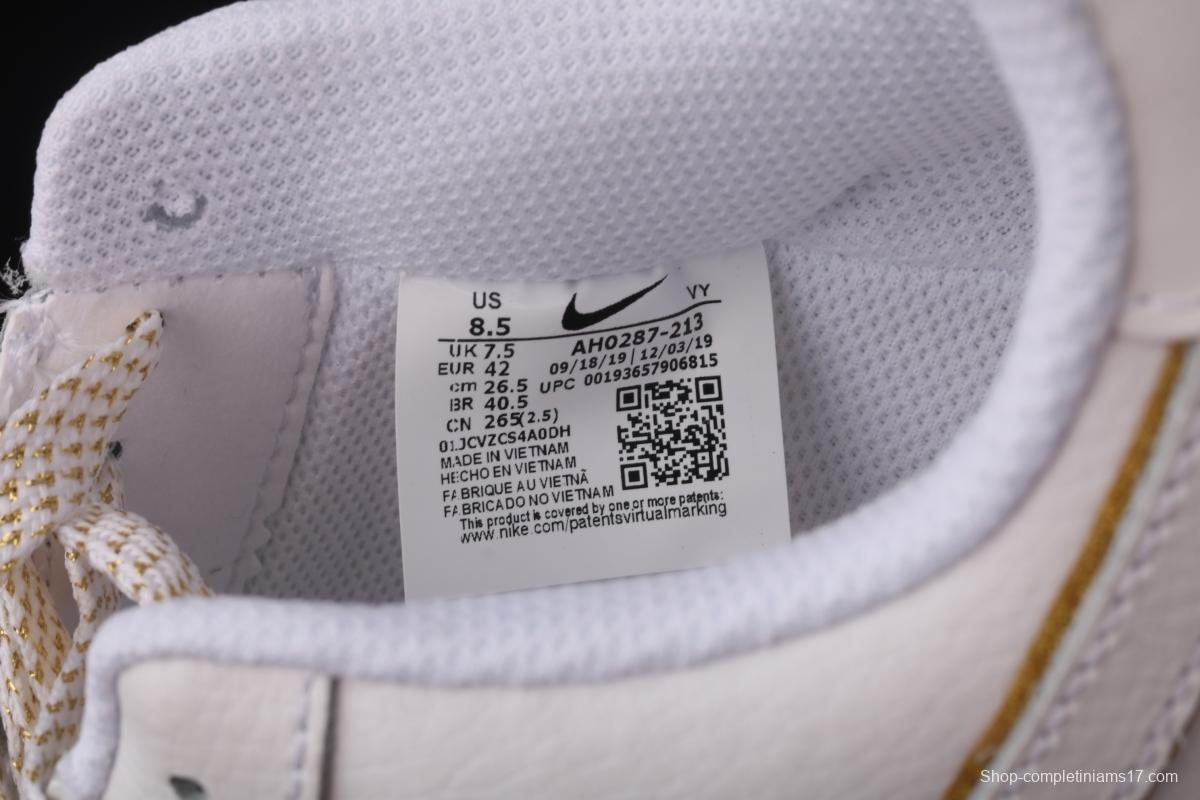 US
VY
8.5
AH0287-213
UK 7.5
09/18/19 | 12/03/19
EUR 42
UPC 00193657906815
cm 26.5
BR 40.5
CN 265(2.5)
01JCVZCS4A0DH
MADE IN VIETNAM
HECHO EN VIETNAM
FABRIQUE AU VIETNÃ
FABRICADO NO VIETNAM
This product is covered by one or more patents:
www.nike.com/patentsvirtualmarking
Shop-completiniams17.com